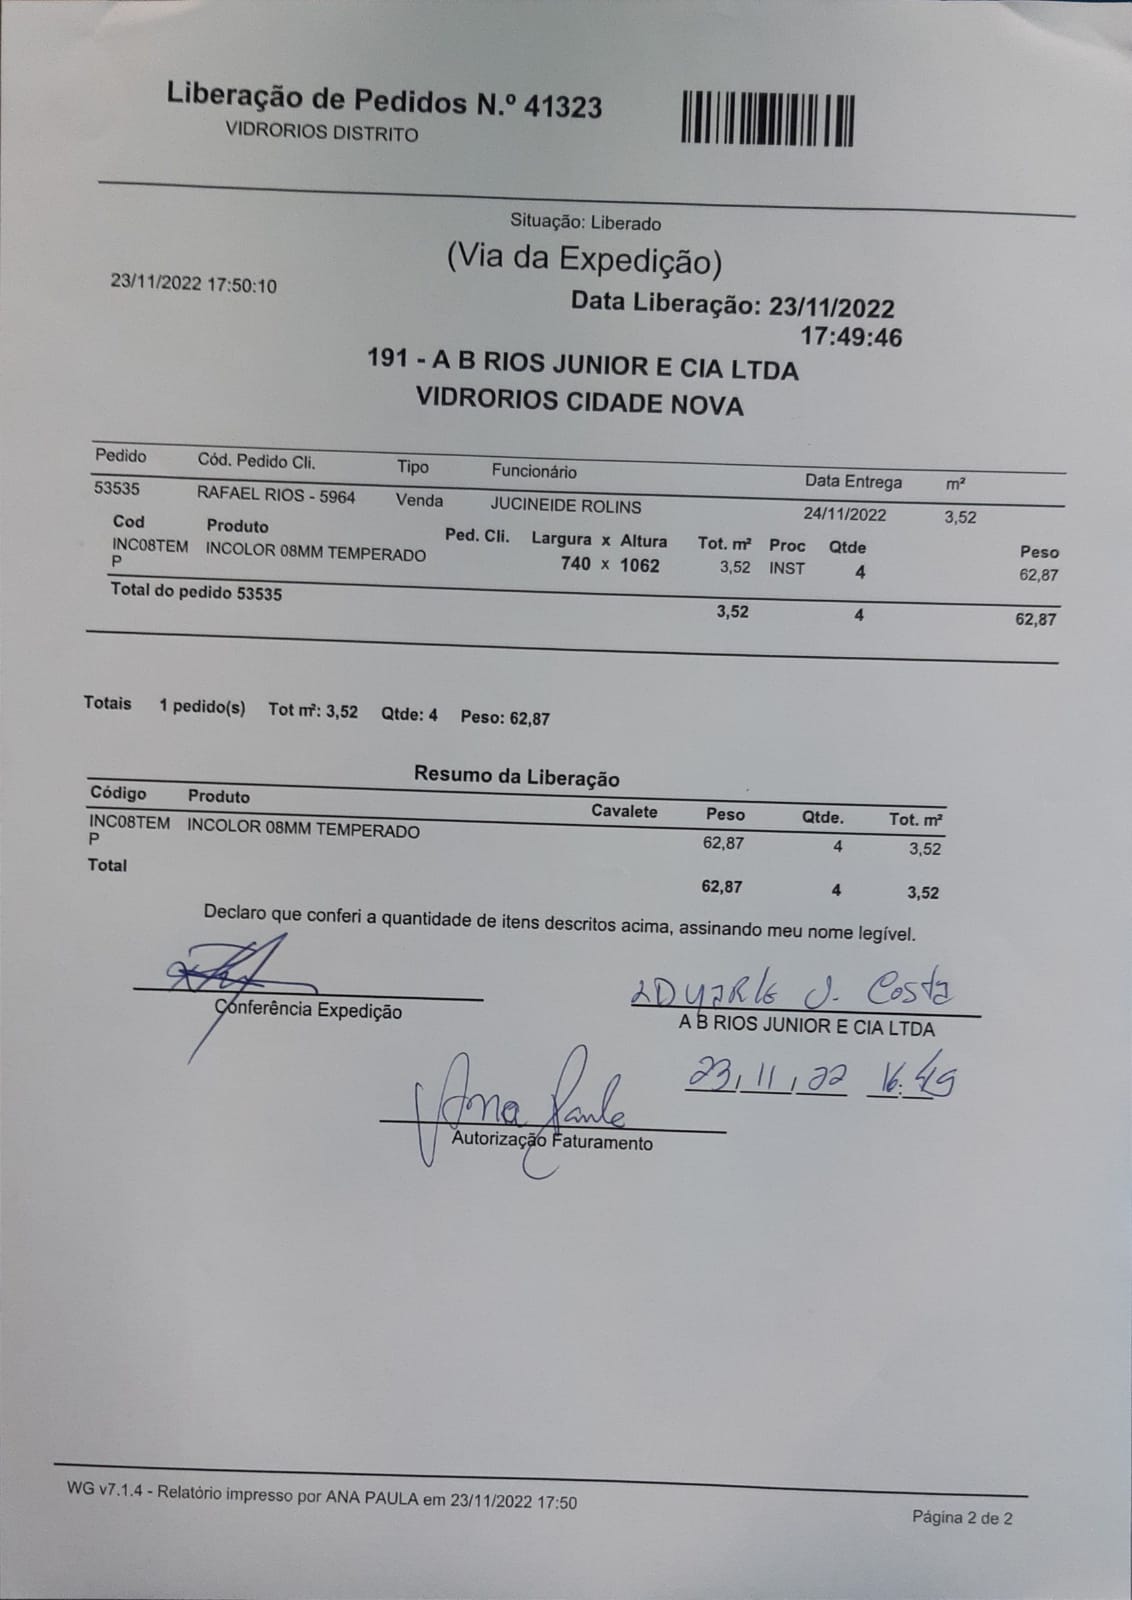 Liberação de Pedidos N.º 41323
VIDRORIOS DISTRITO
Situação: Liberado
(Via da Expedição)
23/11/2022 17:50:10
Data Liberação: 23/11/2022
17:49:46
191 - A B RIOS JUNIOR E CIA LTDA
VIDRORIOS CIDADE NOVA
Pedido Cód. Pedido Cli. Tipo Funcionário Data Entrega m²
53535 RAFAEL RIOS - 5964 Venda JUCINEIDE ROLINS 24/11/2022 3,52
Cod Produto Ped. Cli. Largura x Altura Tot. m² Proc Qtde Peso
INC08TEM INCOLOR 08MM TEMPERADO 740 x 1062 3,52 INST 4 62,87
P
Total do pedido 53535 3,52 4 62,87
Totais 1 pedido(s) Tot m²: 3,52 Qtde: 4 Peso: 62,87
Resumo da Liberação
Código Produto Cavalete Peso Qtde. Tot. m²
INC08TEM INCOLOR 08MM TEMPERADO 62,87 4 3,52
P
Total 62,87 4 3,52
Declaro que conferi a quantidade de itens descritos acima, assinando meu nome legível.
J. Costa
Conferência Expedição
A B RIOS JUNIOR E CIA LTDA
23,11,22 16:49
Ana Paula
Autorização Faturamento
WG v7.1.4 - Relatório impresso por ANA PAULA em 23/11/2022 17:50
Página 2 de 2